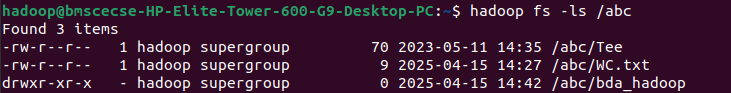 hadoop@bmscecse-HP-Elite-Tower-600-G9-Desktop-PC:~$ hadoop fs -ls /abc
Found 3 items
-rw-r--r--   1 hadoop supergroup         70 2023-05-11 14:35 /abc/Tee
-rw-r--r--   1 hadoop supergroup          9 2025-04-15 14:27 /abc/WC.txt
drwxr-xr-x   - hadoop supergroup          0 2025-04-15 14:42 /abc/bda_hadoop